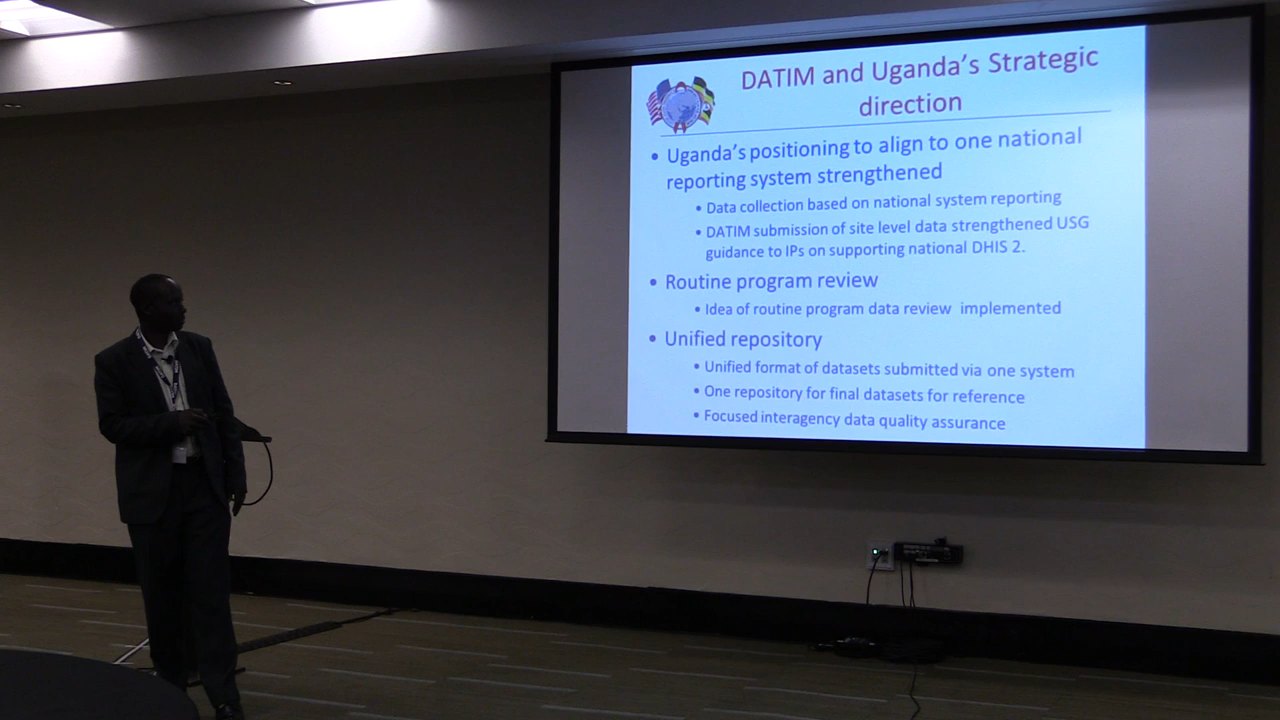 DATIM and Uganda's Strategic
direction
• Uganda's positioning to align to one national
reporting system strengthened
• Data collection based on national system reporting
• DATIM submission of site level data strengthened USG
guidance to IPs on supporting national DHIS 2.
• Routine program review
• Idea of routine program data review implemented
• Unified repository
• Unified format of datasets submitted via one system
• One repository for final datasets for reference
• Focused interagency data quality assurance